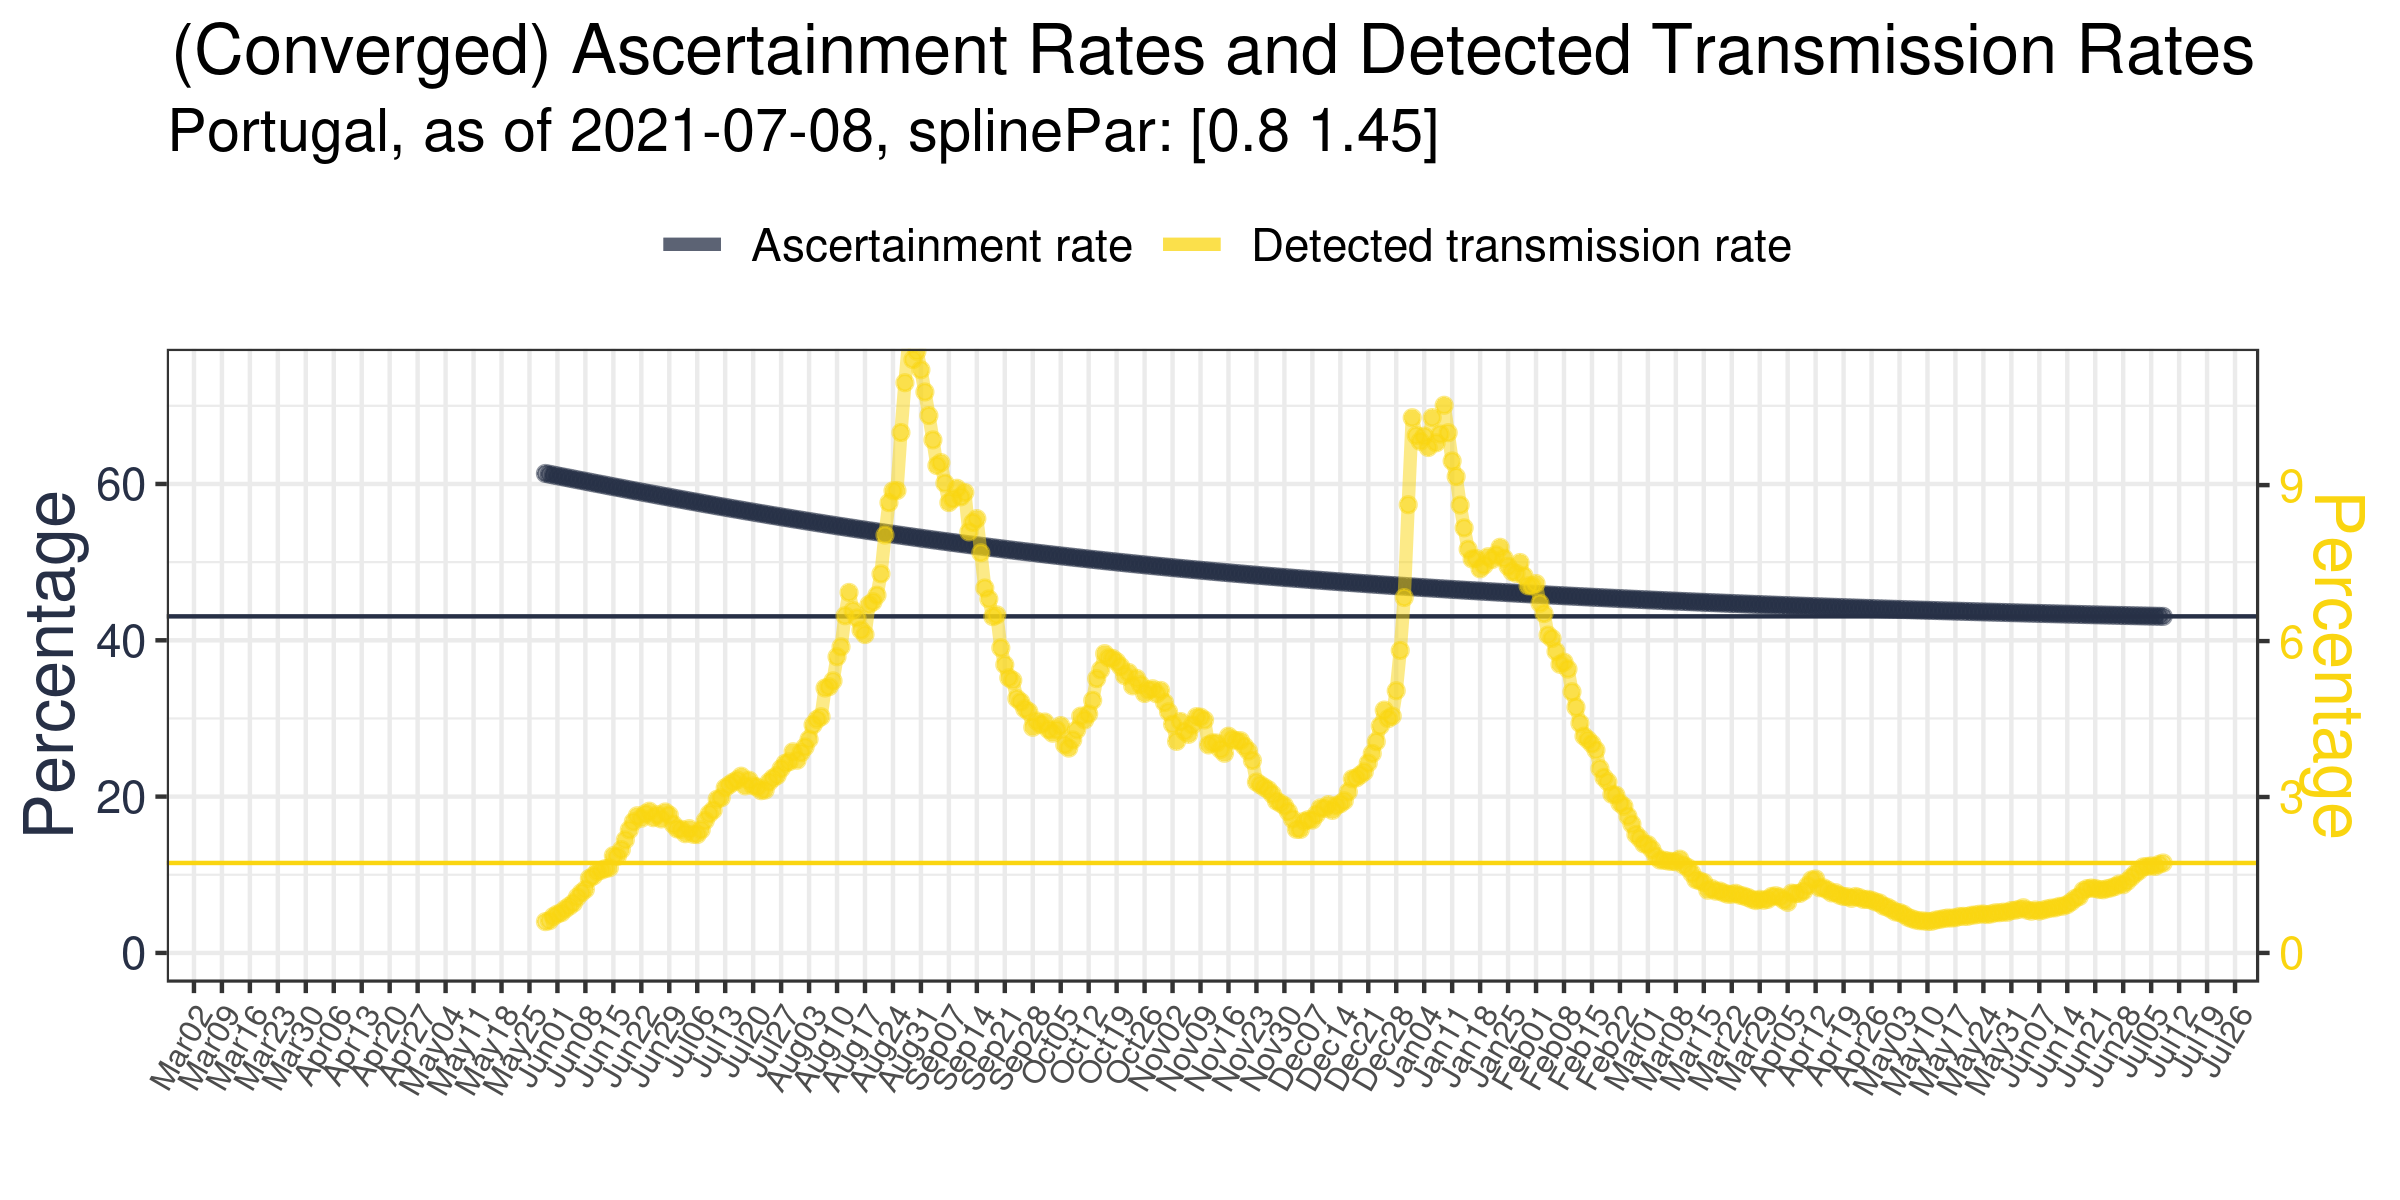 (Converged) Ascertainment Rates and Detected Transmission Rates
Portugal, as of 2021-07-08, splinePar: [0.8 1.45]
Ascertainment rate
Detected transmission rate
Percentage
60
40
20
0
9
6
3
0
Percentage
Mar02
Mar09
Mar16
Mar23
Mar30
Apr06
Apr13
Apr20
Apr27
May04
May11
May18
May25
Jun01
Jun08
Jun15
Jun22
Jun29
Jul06
Jul13
Jul20
Jul27
Aug03
Aug10
Aug17
Aug24
Aug31
Sep07
Sep14
Sep21
Sep28
Oct05
Oct12
Oct19
Oct26
Nov02
Nov09
Nov16
Nov23
Nov30
Dec07
Dec14
Dec21
Dec28
Jan04
Jan11
Jan18
Jan25
Feb01
Feb08
Feb15
Feb22
Mar01
Mar08
Mar15
Mar22
Mar29
Apr05
Apr12
Apr19
Apr26
May03
May10
May17
May24
May31
Jun07
Jun14
Jun21
Jun28
Jul05
Jul12
Jul19
Jul26